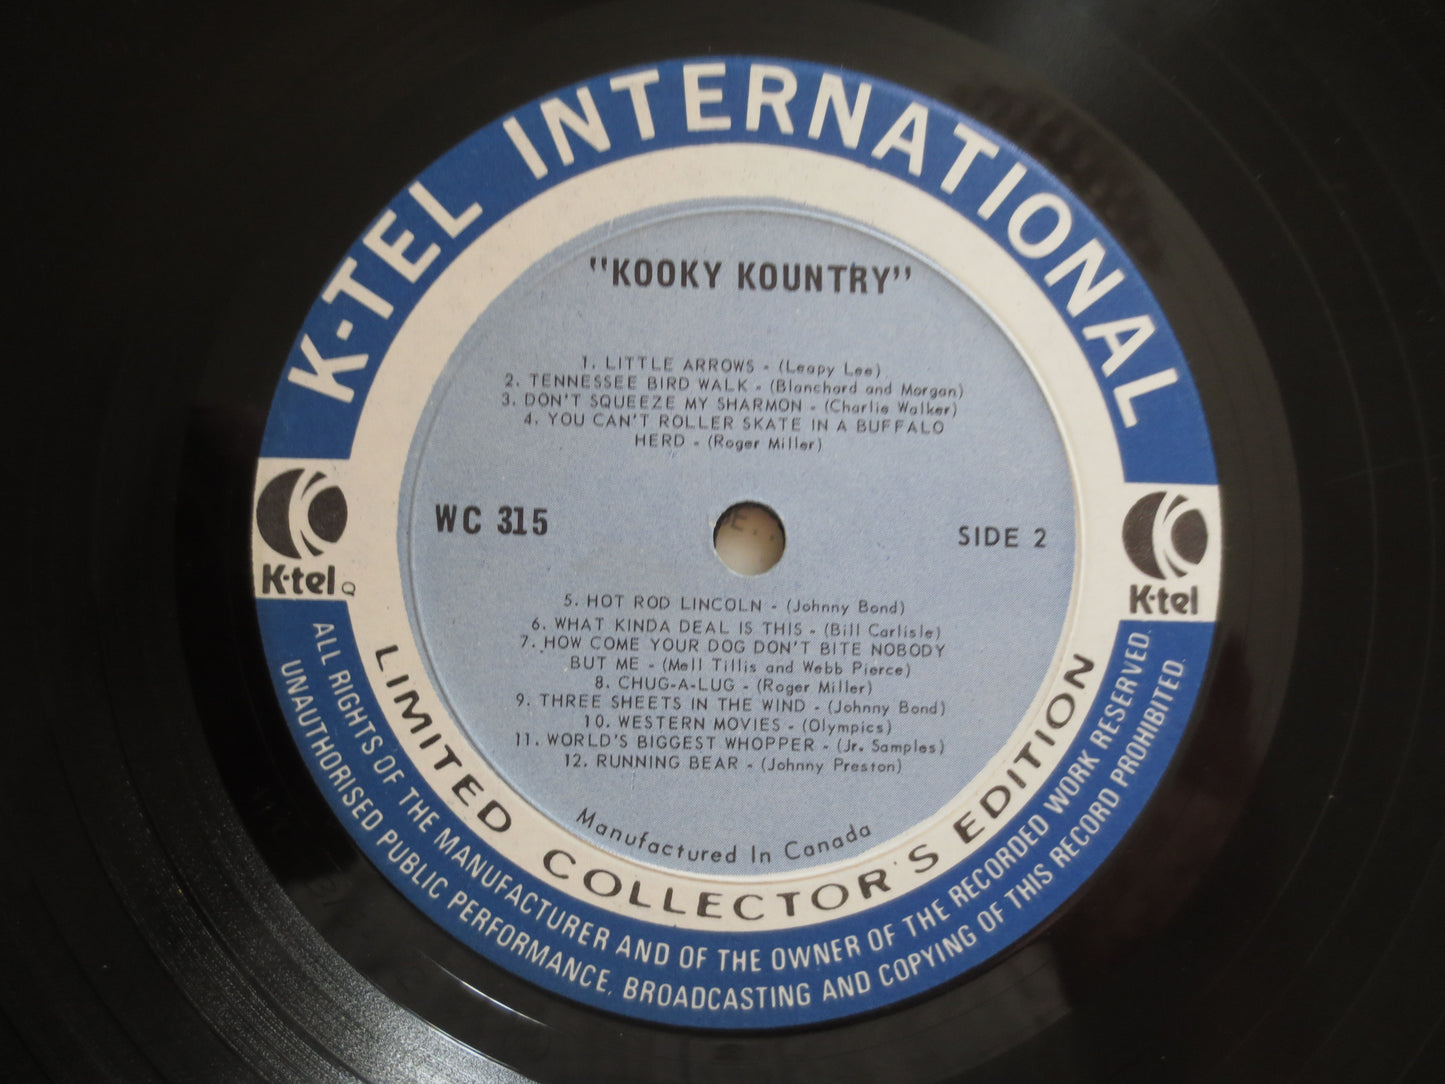 K-TEL INTERNATIONAL
"KOOKY KOUNTRY"
1. LITTLE ARROWS - (Leapy Lee)
2. TENNESSEE BIRD WALK - (Blanchard and Morgan)
3. DON'T SQUEEZE MY SHARMON - (Charlie Walker)
4. YOU CAN'T ROLLER SKATE IN A BUFFALO
HERD - (Roger Miller)
WC 315
SIDE 2
K-tel
Q
K-tel
5. HOT ROD LINCOLN - (Johnny Bond)
6. WHAT KINDA DEAL IS THIS - (Bill Carlisle)
7. HOW COME YOUR DOG DON'T BITE NOBODY
BUT ME - (Mell Tillis and Webb Pierce)
8. CHUG-A-LUG - (Roger Miller)
9. THREE SHEETS IN THE WIND - (Johnny Bond)
10. WESTERN MOVIES - (Olympics)
11. WORLD'S BIGGEST WHOPPER - (Jr. Samples)
12. RUNNING BEAR - (Johnny Preston)
Manufactured In Canada
LIMITED COLLECTOR'S EDITION
ALL RIGHTS OF THE MANUFACTURER AND OF THE OWNER OF THE RECORDED WORK RESERVED.
UNAUTHORISED PUBLIC PERFORMANCE, BROADCASTING AND COPYING OF THIS RECORD PROHIBITED.